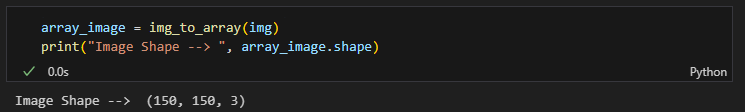 array_image = img_to_array(img)
print("Image Shape --> ", array_image.shape)
✓ 0.0s Python
Image Shape -->  (150, 150, 3)